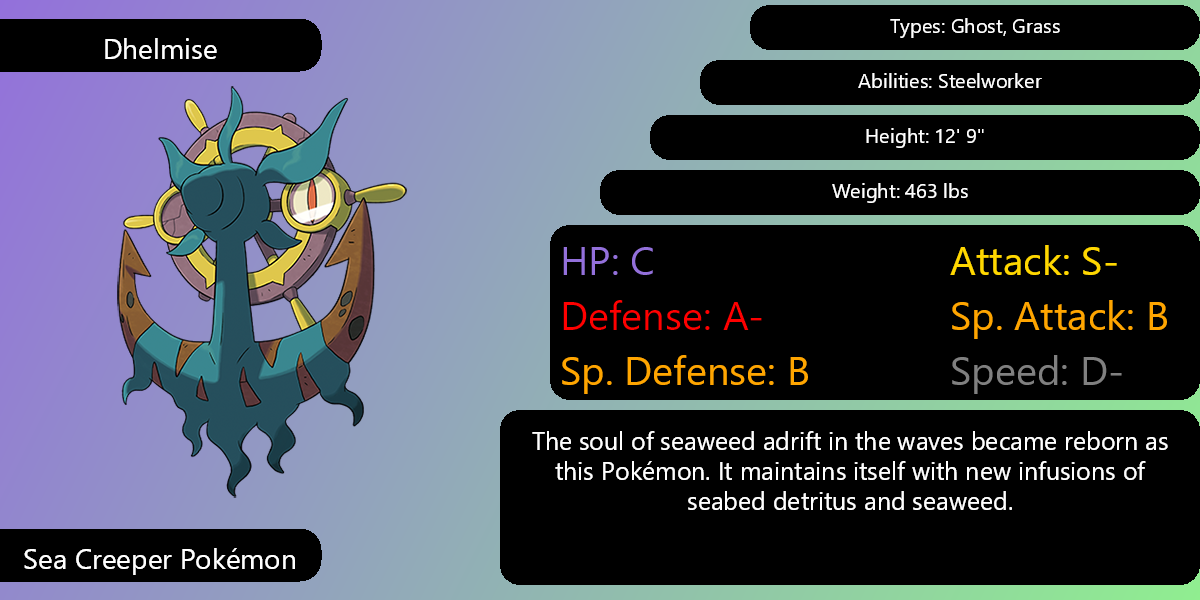 Dhelmise
Types: Ghost, Grass
Abilities: Steelworker
Height: 12' 9"
Weight: 463 lbs
HP: C
Attack: S-
Defense: A-
Sp. Attack: B
Sp. Defense: B
Speed: D-
The soul of seaweed adrift in the waves became reborn as
this Pokémon. It maintains itself with new infusions of
seabed detritus and seaweed.
Sea Creeper Pokémon